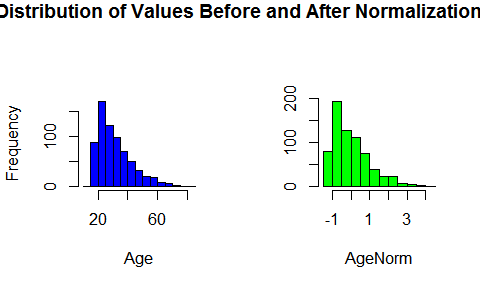 Distribution of Values Before and After Normalization
Frequency
0 100
20 60
Age
0 100 200
-1 1 3
AgeNorm